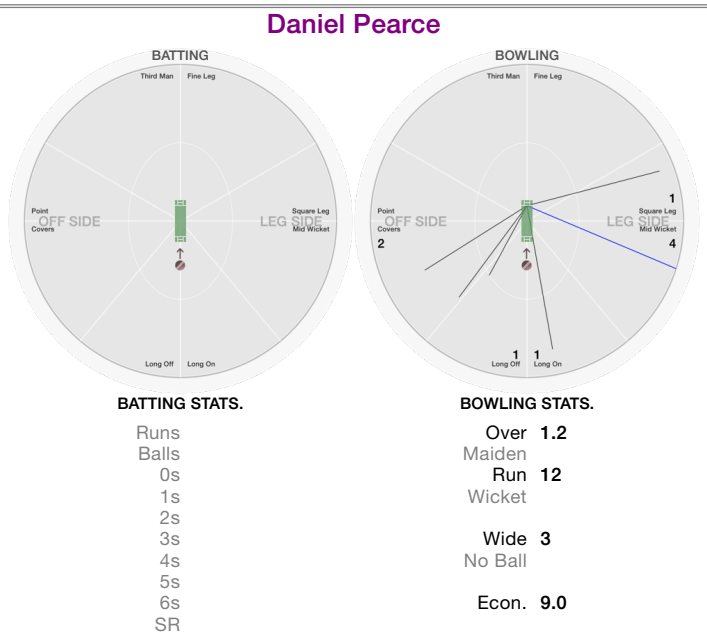 Daniel Pearce
BATTING
Third Man Fine Leg
Point
OFF SIDE
Covers
Square Leg
LEG SIDE
Mid Wicket
Long Off Long On
BOWLING
Third Man Fine Leg
1
Point
OFF SIDE
Covers
2
Square Leg
LEG SIDE
Mid Wicket
4
1 1
Long Off Long On
BATTING STATS.
Runs
Balls
0s
1s
2s
3s
4s
5s
6s
SR
BOWLING STATS.
Over 1.2
Maiden
Run 12
Wicket
Wide 3
No Ball
Econ. 9.0